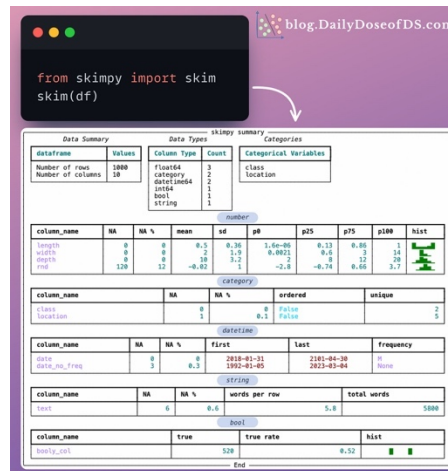 blog.DailyDoseofDS.com
from skimpy import skim
skim(df)
skimpy summary
Data Summary Data Types Categories
dataframe Values Column Type Count Categorical Variables
Number of rows 1000 float64 3 class
Number of columns 10 category 2 location
datetime64 2
int64 1
bool 1
string 1
number
column_name NA NA % mean sd p0 p25 p75 p100 hist
length 0 0 0.5 0.36 1.6e-06 0.13 0.86 1
width 0 0 2 1.9 0.0021 0.6 3 14
depth 0 0 10 3.2 2 8 12 20
rnd 120 12 -0.02 1 -2.8 -0.74 0.66 3.7
category
column_name NA NA % ordered unique
class 0 0 False 2
location 1 0.1 False 5
datetime
column_name NA NA % first last frequency
date 0 0 2018-01-31 2101-04-30 M
date_no_freq 3 0.3 1992-01-05 2023-03-04 None
string
column_name NA NA % words per row total words
text 6 0.6 5.8 5800
bool
column_name true true rate hist
booly_col 520 0.52
End